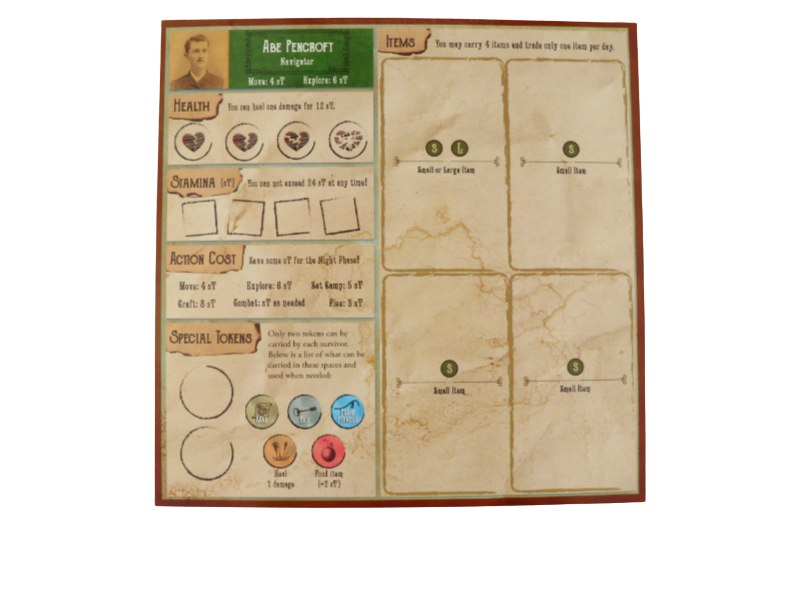 Abe Pencroft
Navigator
Move: 4 sT Explore: 6 sT
Health You can heal one damage for 12 sT.
Stamina (sT) You can not exceed 24 sT at any time!
Action Cost Save some sT for the Night Phase!
Move: 4 sT Explore: 6 sT Set Camp: 5 sT
Craft: 8 sT Combat: sT as needed Flee: 3 sT
Special Tokens
Only two tokens can be
carried by each survivor.
Below is a list of what can be
carried in these spaces and
used when needed:
Heal
1 damage
Food item
(+2 sT)
Items You may carry 4 items and trade only one item per day.
S L
Small or Large Item
S
Small Item
S
Small Item
S
Small Item